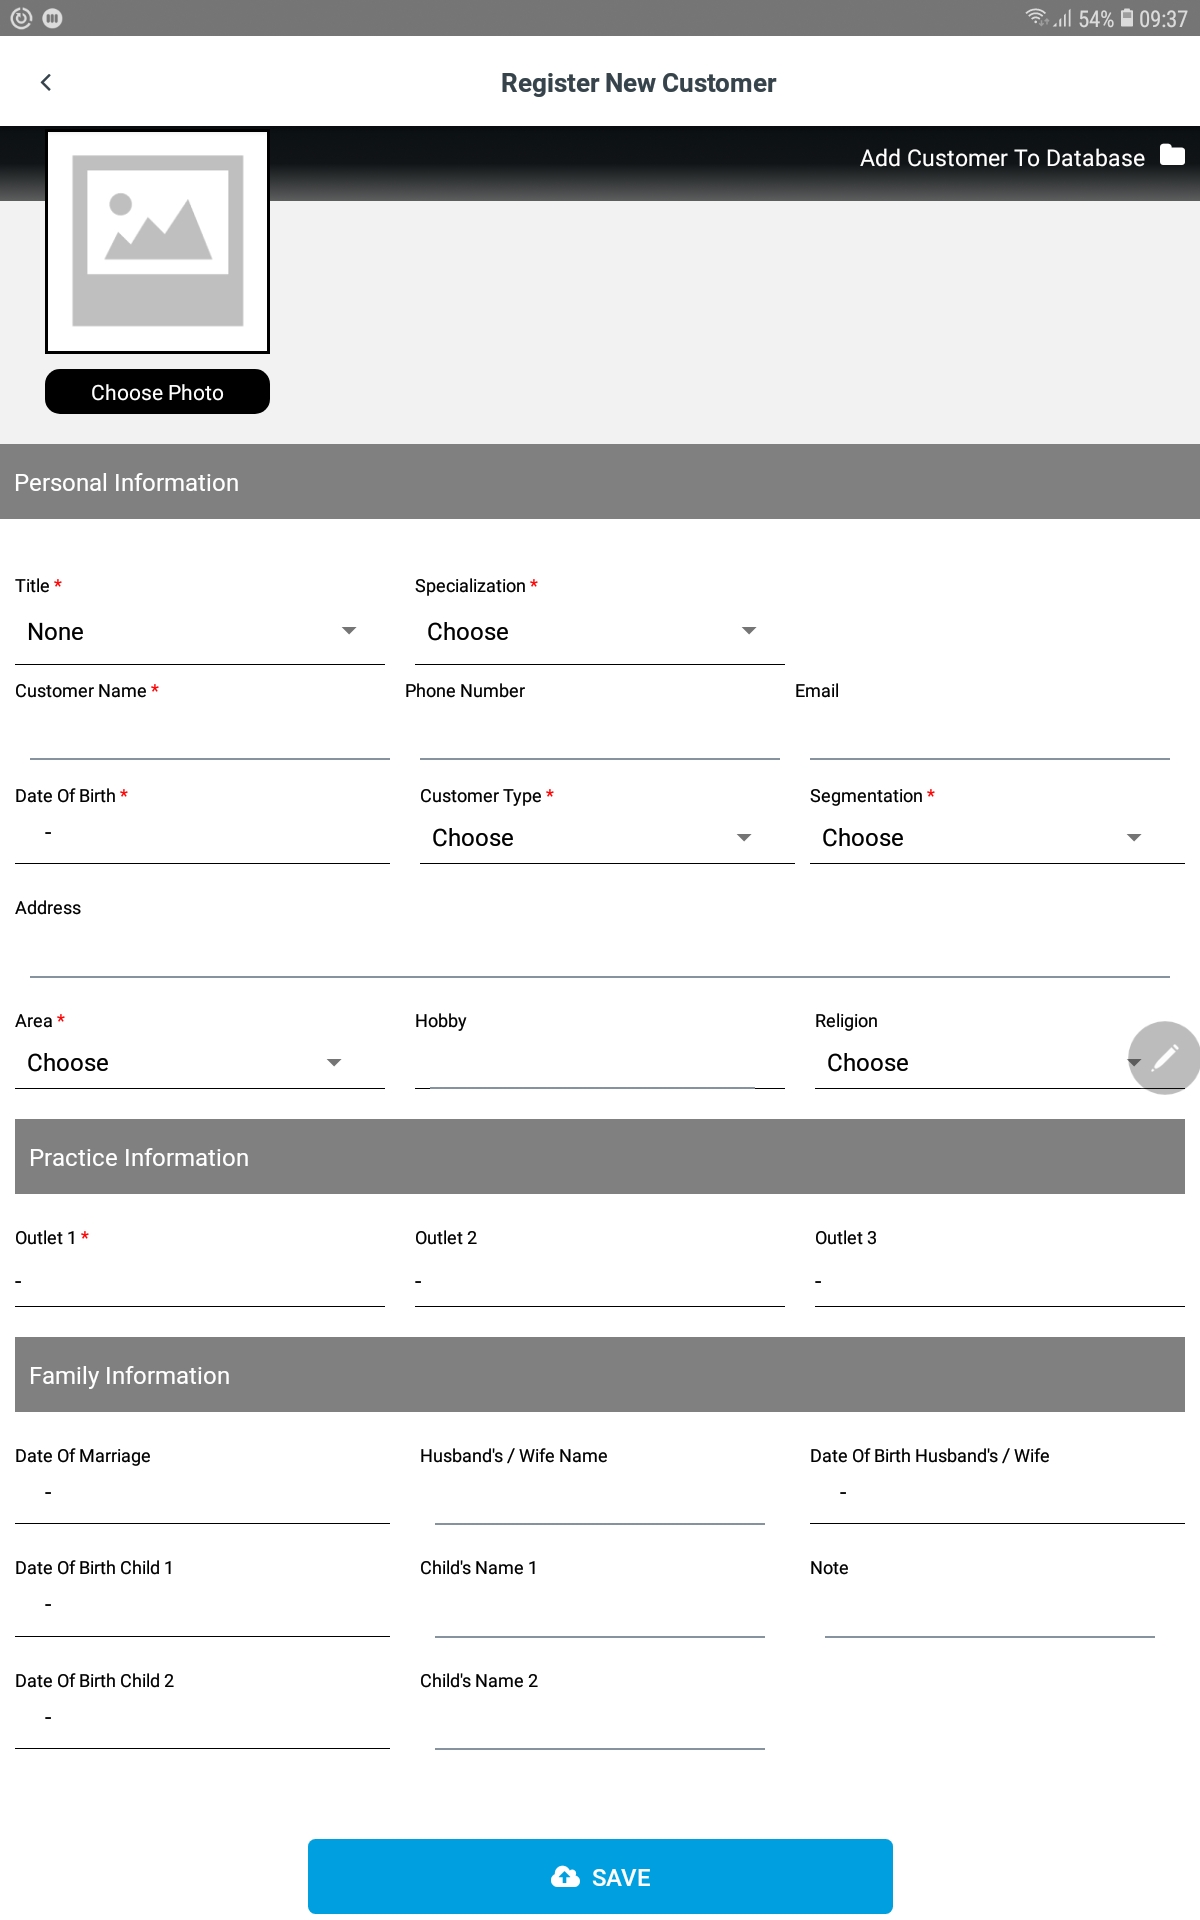 54% 09:37
Register New Customer
Add Customer To Database
Choose Photo
Personal Information
Title * Specialization *
None Choose
Customer Name * Phone Number Email
Date Of Birth * Customer Type * Segmentation *
- Choose Choose
Address
Area * Hobby Religion
Choose Choose
Practice Information
Outlet 1 * Outlet 2 Outlet 3
- - -
Family Information
Date Of Marriage Husband's / Wife Name Date Of Birth Husband's / Wife
- -
Date Of Birth Child 1 Child's Name 1 Note
-
Date Of Birth Child 2 Child's Name 2
-
SAVE